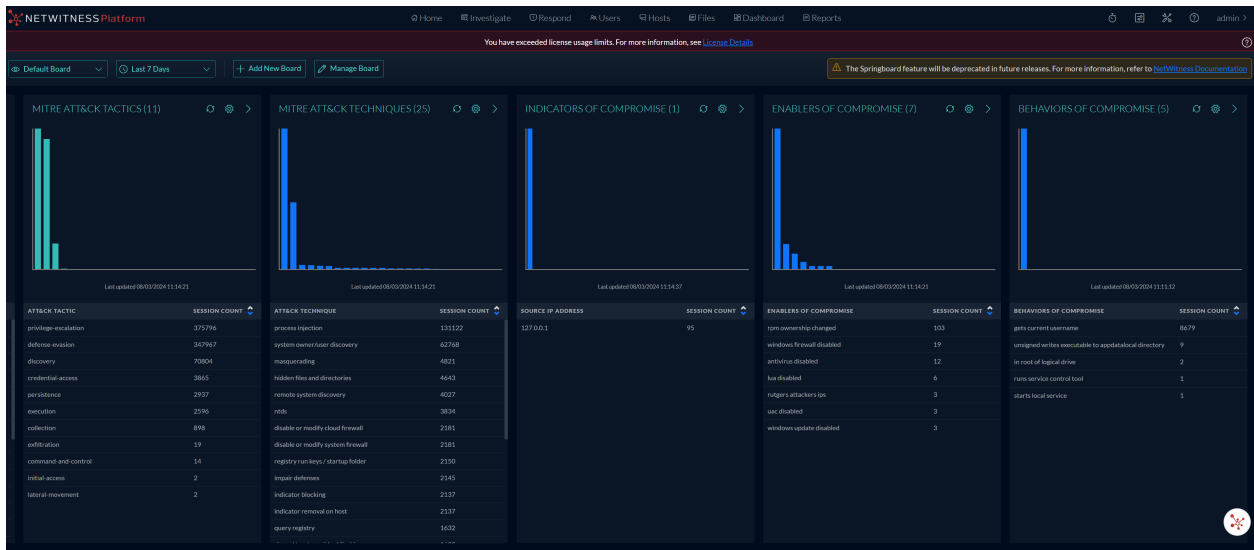 NETWITNESS Platform
Home Investigate Respond Users Hosts Files Dashboard Reports
admin
You have exceeded license usage limits. For more information, see License Details
Default Board
Last 7 Days
Add New Board
Manage Board
The Springboard feature will be deprecated in future releases. For more information, refer to NetWitness Documentation
MITRE ATT&CK TACTICS (11)
Last updated 08/03/2024 11:14:21
ATT&CK TACTIC SESSION COUNT
privilege-escalation 375796
defense-evasion 347967
discovery 70804
credential-access 3865
persistence 2937
execution 2596
collection 898
exfiltration 19
command-and-control 14
initial-access 2
lateral-movement 2
MITRE ATT&CK TECHNIQUES (25)
Last updated 08/03/2024 11:14:21
ATT&CK TECHNIQUE SESSION COUNT
process injection 131122
system owner/user discovery 62768
masquerading 4821
hidden files and directories 4643
remote system discovery 4027
ntds 3834
disable or modify cloud firewall 2181
disable or modify system firewall 2181
registry run keys / startup folder 2150
impair defenses 2145
indicator blocking 2137
indicator removal on host 2137
query registry 1632
INDICATORS OF COMPROMISE (1)
Last updated 08/03/2024 11:14:37
SOURCE IP ADDRESS SESSION COUNT
127.0.0.1 95
ENABLERS OF COMPROMISE (7)
Last updated 08/03/2024 11:14:21
ENABLERS OF COMPROMISE SESSION COUNT
rpm ownership changed 103
windows firewall disabled 19
antivirus disabled 12
lua disabled 6
rutgers attackers ips 3
uac disabled 3
windows update disabled 3
BEHAVIORS OF COMPROMISE (5)
Last updated 08/03/2024 11:11:12
BEHAVIORS OF COMPROMISE SESSION COUNT
gets current username 8679
unsigned writes executable to appdatalocal directory 9
in root of logical drive 2
runs service control tool 1
starts local service 1